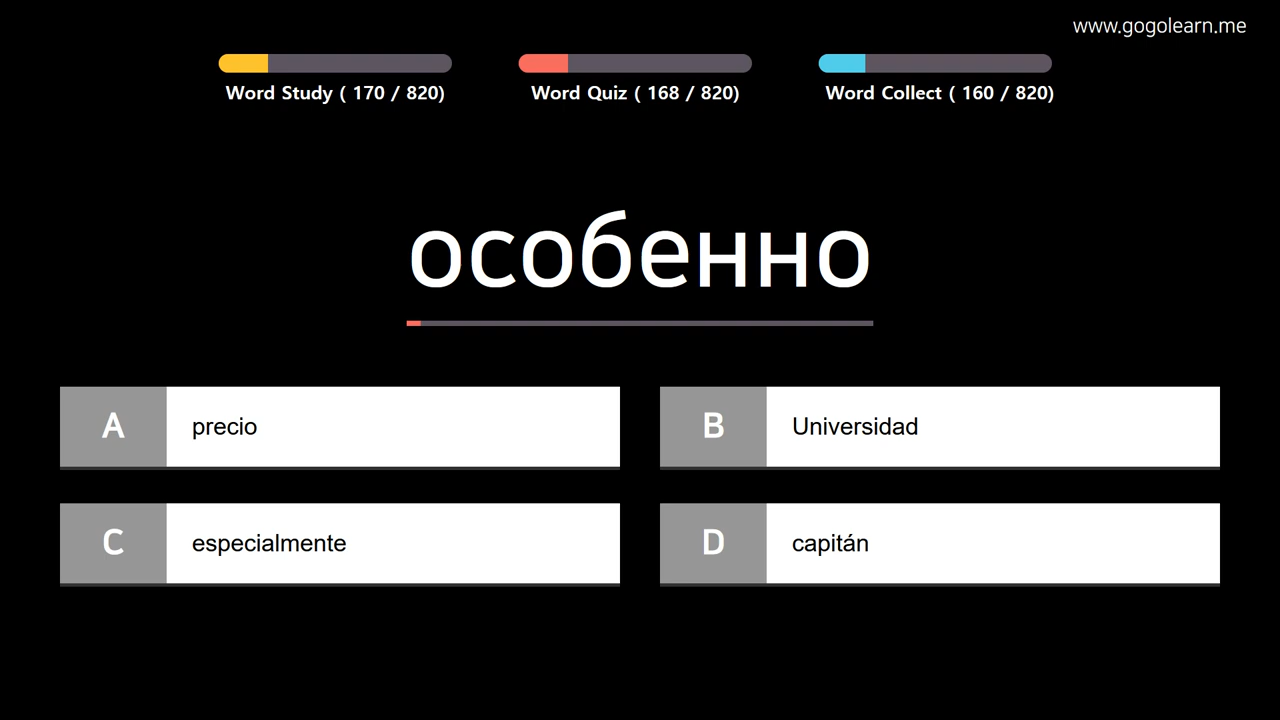 www.gogolearn.me
Word Study ( 170 / 820)
Word Quiz ( 168 / 820)
Word Collect ( 160 / 820)
особенно
A precio
B Universidad
C especialmente
D capitán